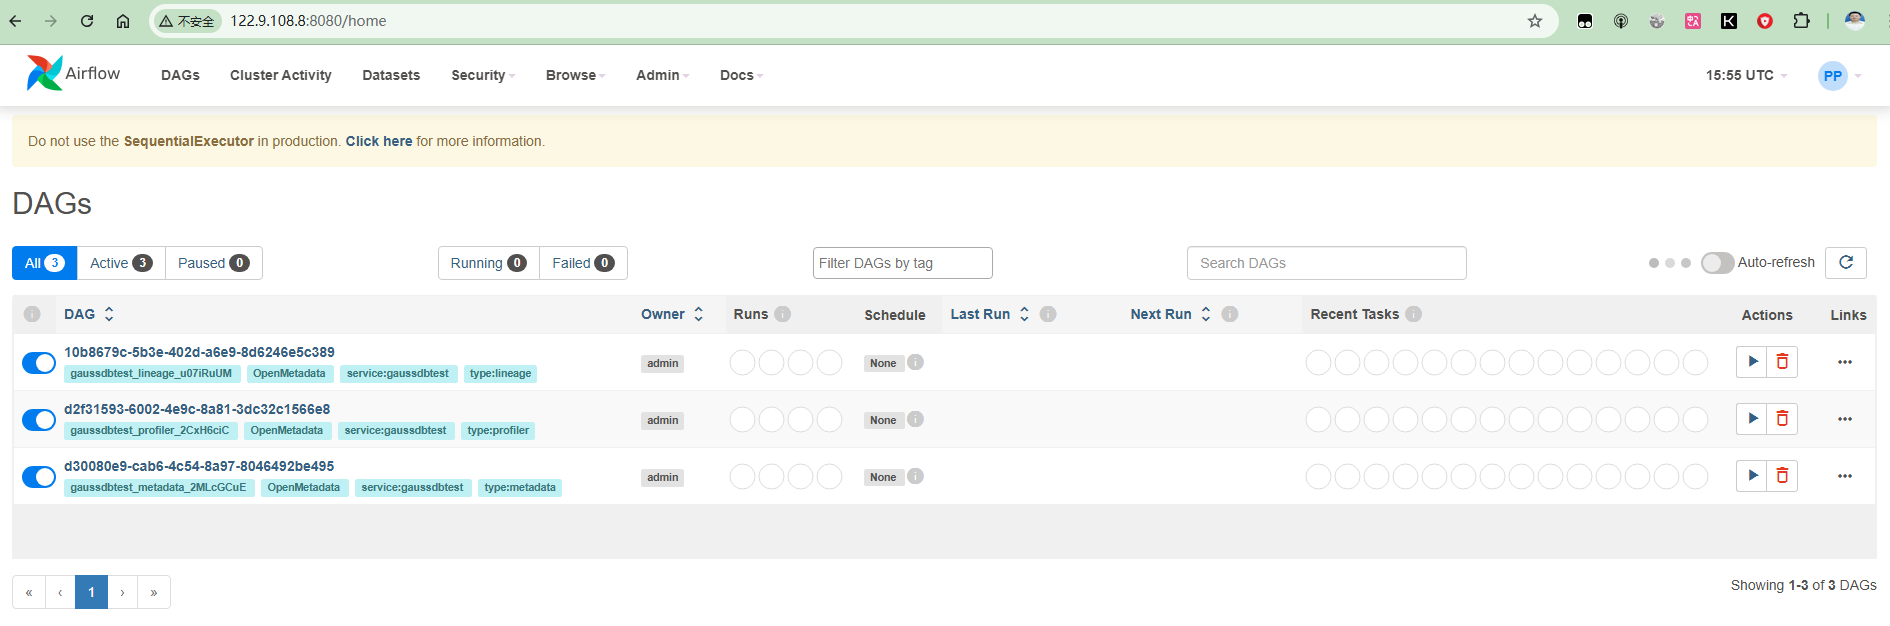 不安全 122.9.108.8:8080/home
Airflow DAGs Cluster Activity Datasets Security Browse Admin Docs 15:55 UTC PP
Do not use the SequentialExecutor in production. Click here for more information.
DAGs
All 3 Active 3 Paused 0 Running 0 Failed 0 Filter DAGs by tag Search DAGs Auto-refresh
DAG Owner Runs Schedule Last Run Next Run Recent Tasks Actions Links
10b8679c-5b3e-402d-a6e9-8d6246e5c389
admin None
gaussdbtest_lineage_u07iRuUM OpenMetadata service:gaussdbtest type:lineage
d2f31593-6002-4e9c-8a81-3dc32c1566e8
admin None
gaussdbtest_profiler_2CxH6ciC OpenMetadata service:gaussdbtest type:profiler
d30080e9-cab6-4c54-8a97-8046492be495
admin None
gaussdbtest_metadata_2MLcGCuE OpenMetadata service:gaussdbtest type:metadata
« ‹ 1 › » Showing 1-3 of 3 DAGs